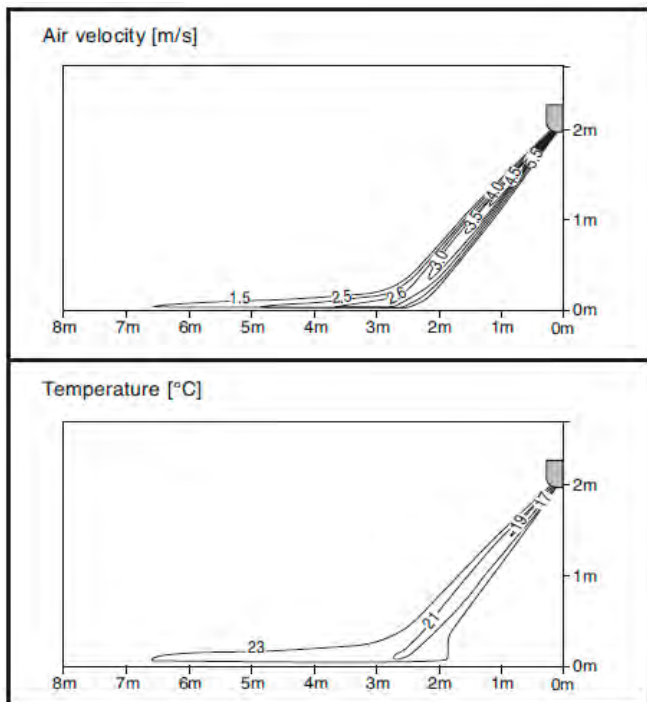 Air velocity [m/s]
2m
5.5
4.5
4.0
3.5
1m
3.0
2.6
2.5
1.5
0m
8m 7m 6m 5m 4m 3m 2m 1m 0m
Temperature [°C]
2m
17
19
1m
21
23
0m
8m 7m 6m 5m 4m 3m 2m 1m 0m